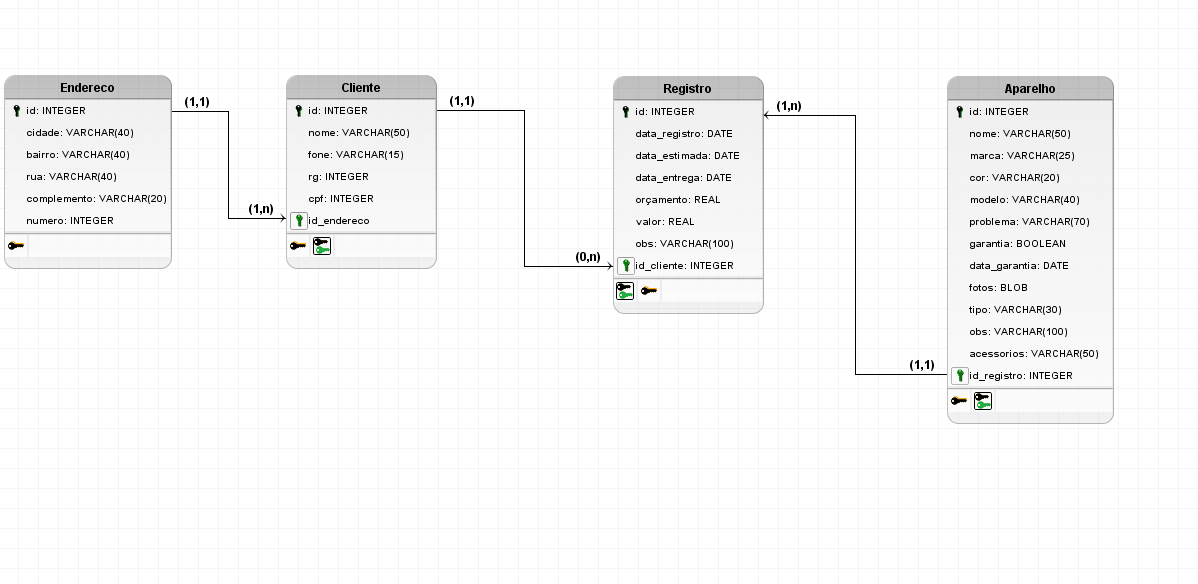 Endereco
id: INTEGER
cidade: VARCHAR(40)
bairro: VARCHAR(40)
rua: VARCHAR(40)
complemento: VARCHAR(20)
numero: INTEGER
(1,1)
(1,n)
Cliente
id: INTEGER
nome: VARCHAR(50)
fone: VARCHAR(15)
rg: INTEGER
cpf: INTEGER
id_endereco
(1,1)
(0,n)
Registro
id: INTEGER
data_registro: DATE
data_estimada: DATE
data_entrega: DATE
orçamento: REAL
valor: REAL
obs: VARCHAR(100)
id_cliente: INTEGER
(1,n)
(1,1)
Aparelho
id: INTEGER
nome: VARCHAR(50)
marca: VARCHAR(25)
cor: VARCHAR(20)
modelo: VARCHAR(40)
problema: VARCHAR(70)
garantia: BOOLEAN
data_garantia: DATE
fotos: BLOB
tipo: VARCHAR(30)
obs: VARCHAR(100)
acessorios: VARCHAR(50)
id_registro: INTEGER